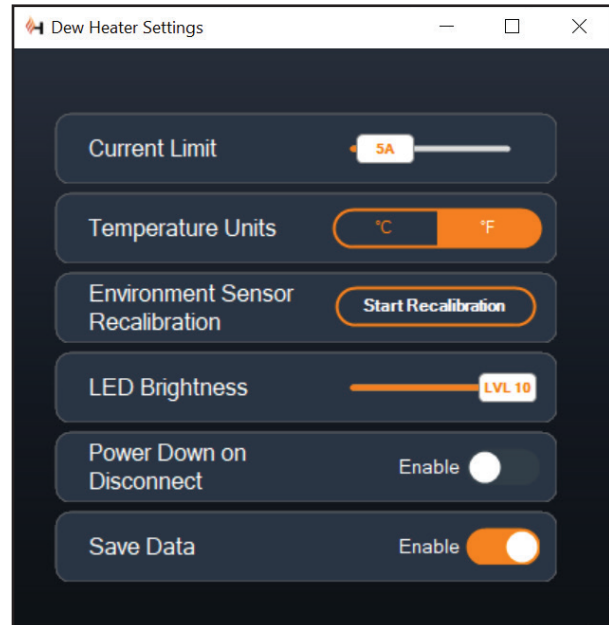 Dew Heater Settings
Current Limit
5A
Temperature Units
°C
°F
Environment Sensor
Recalibration
Start Recalibration
LED Brightness
LVL 10
Power Down on
Disconnect
Enable
Save Data
Enable